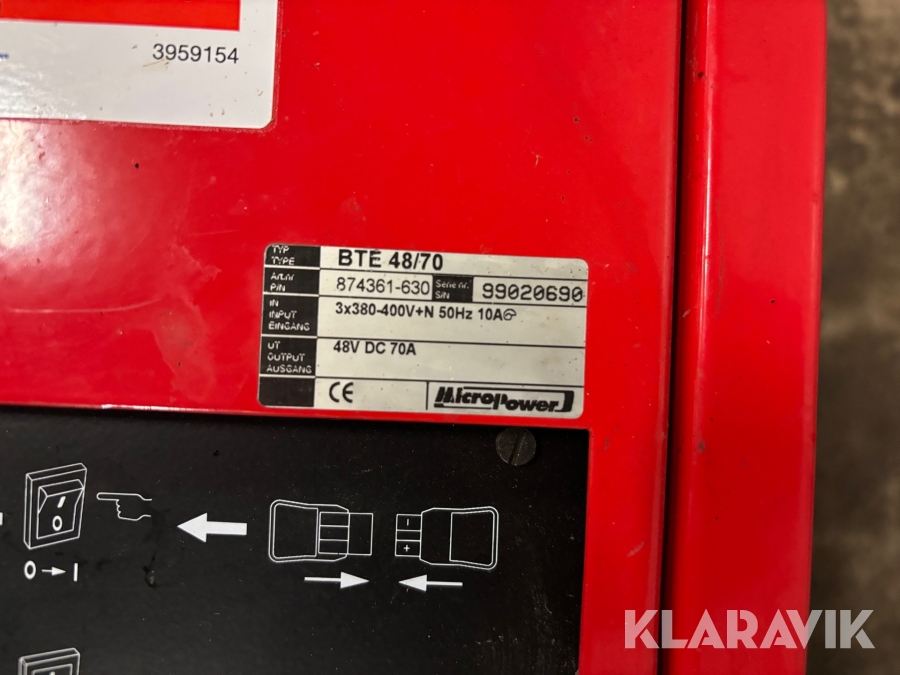 3959154
TYP
TYPE
BTE 48/70
Art.nr
P/N
874361-630
Serie nr.
S/N
99020690
IN
INPUT
EINGANG
3x380-400V+N 50Hz 10A
UT
OUTPUT
AUSGANG
48V DC 70A
CE
MicroPower
I
O
O → I
- 
+
KLARAVIK